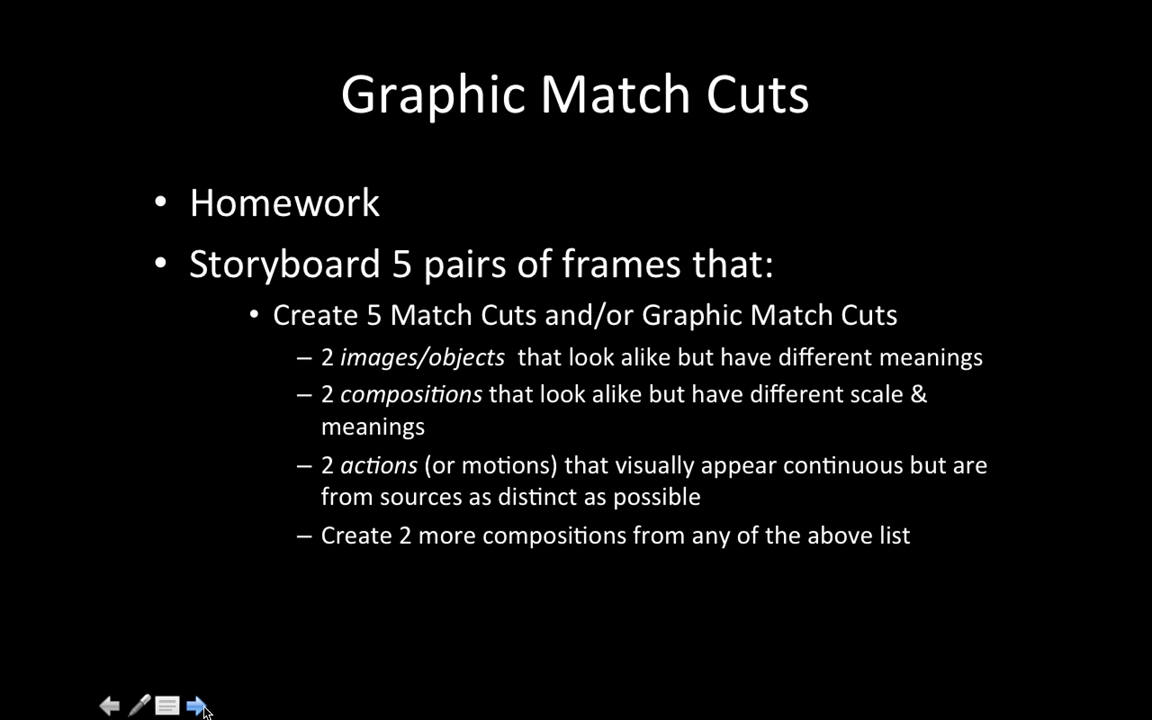 Graphic Match Cuts
• Homework
• Storyboard 5 pairs of frames that:
• Create 5 Match Cuts and/or Graphic Match Cuts
– 2 images/objects that look alike but have different meanings
– 2 compositions that look alike but have different scale &
meanings
– 2 actions (or motions) that visually appear continuous but are
from sources as distinct as possible
– Create 2 more compositions from any of the above list